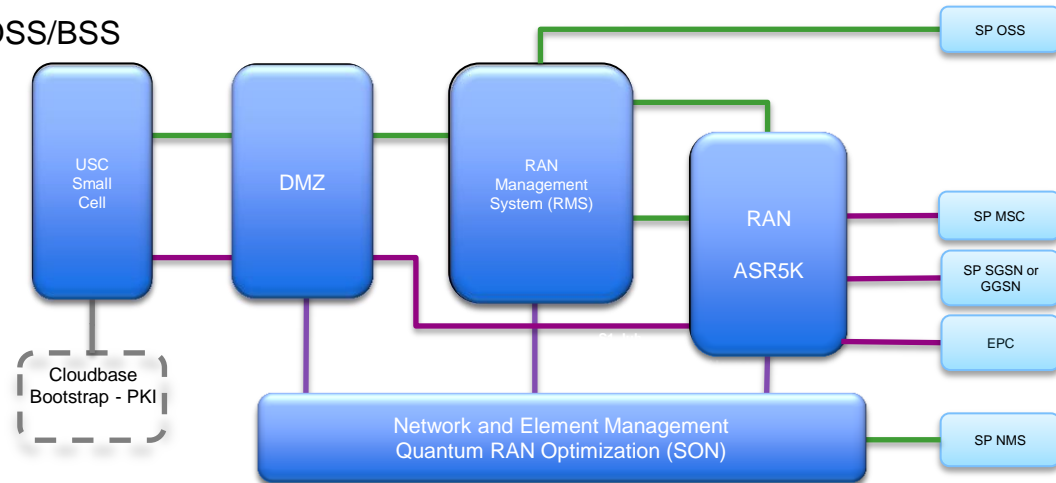 OSS/BSS
SP OSS
USC
Small
Cell
DMZ
RAN
Management
System (RMS)
RAN
ASR5K
SP MSC
SP SGSN or
GGSN
EPC
Cloudbase
Bootstrap - PKI
Network and Element Management
Quantum RAN Optimization (SON)
SP NMS